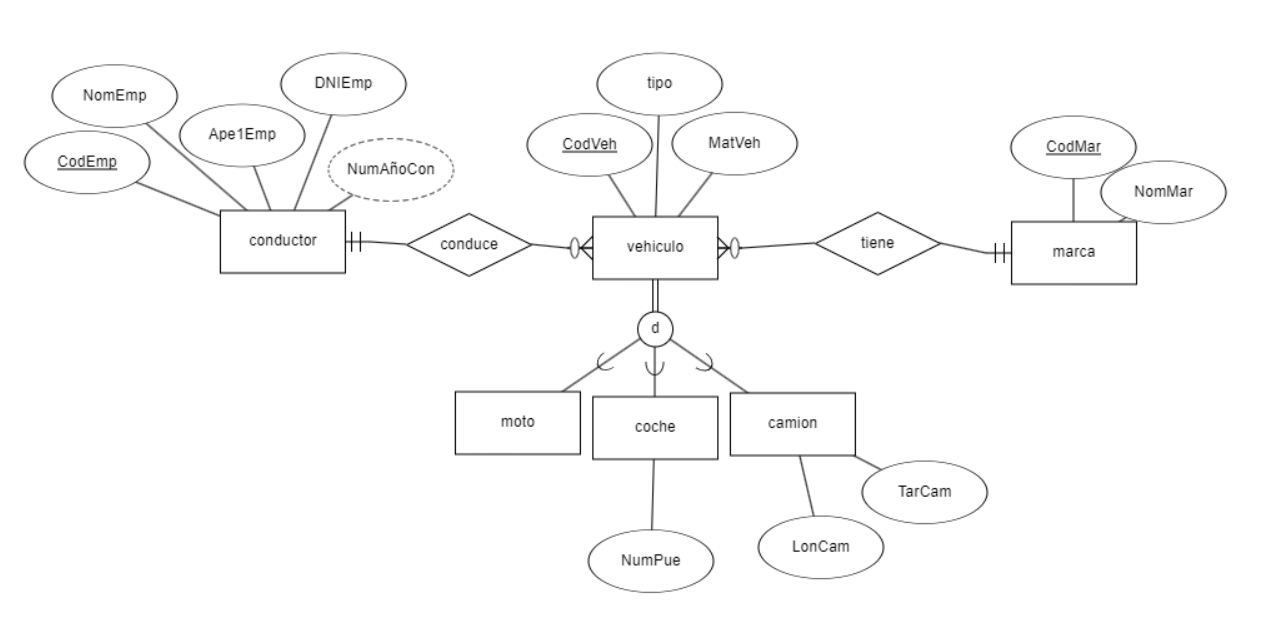 DNIEmp
tipo
NomEmp
Ape1Emp
CodVeh
MatVeh
CodMar
CodEmp
NumAñoCon
NomMar
conductor
conduce
vehiculo
tiene
marca
d
moto
coche
camion
TarCam
LonCam
NumPue